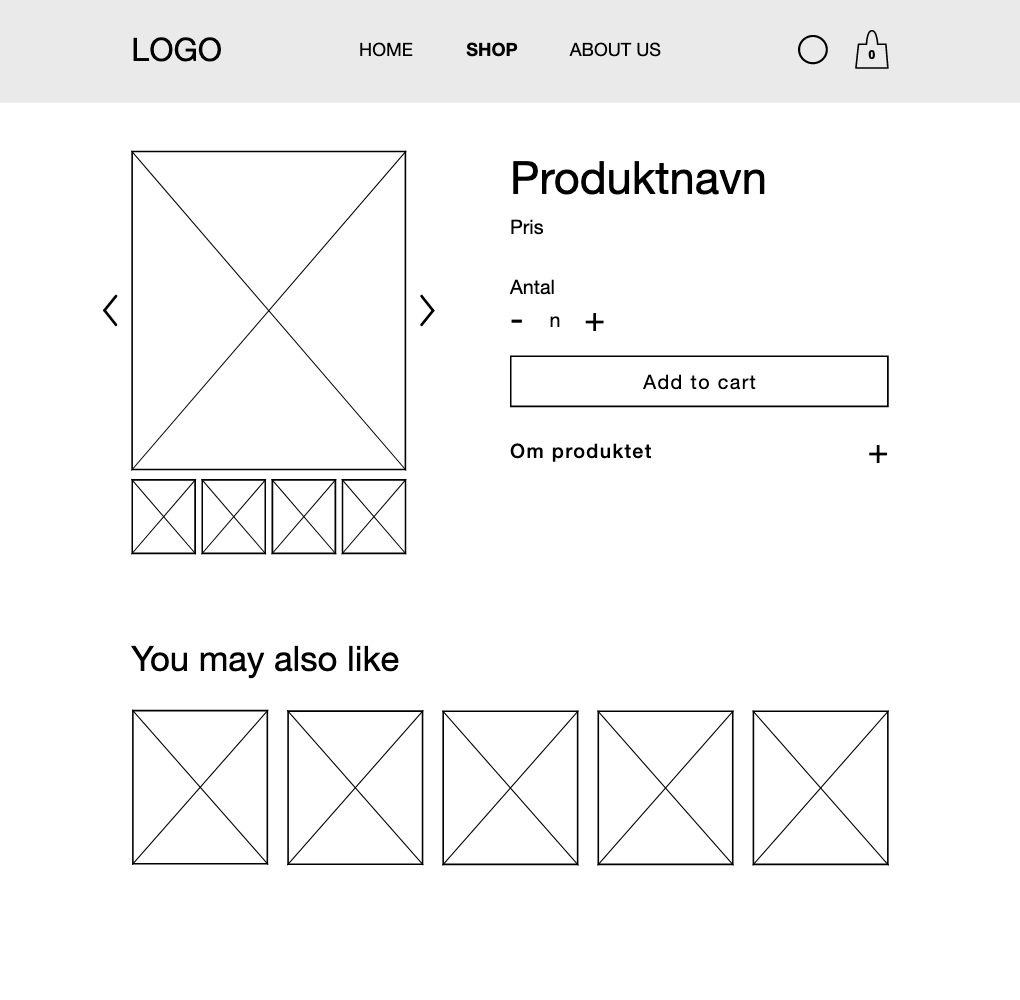 LOGO HOME SHOP ABOUT US 0
Produktnavn
Pris
Antal
- n +
Add to cart
Om produktet +
You may also like